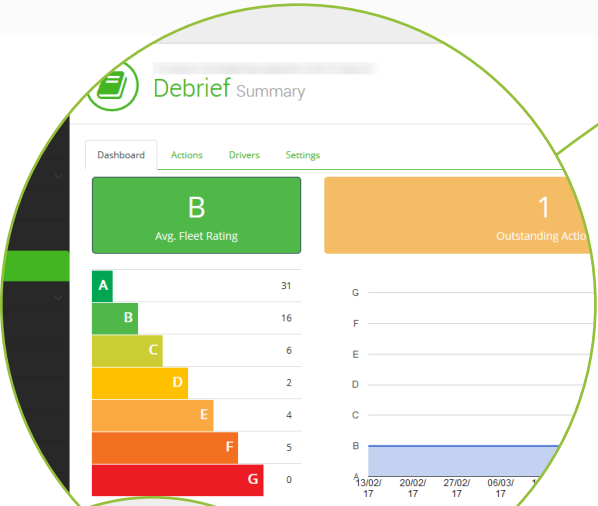 Debrief Summary
Dashboard Actions Drivers Settings
B
Avg. Fleet Rating
1
Outstanding Actio
A 31
B 16
C 6
D 2
E 4
F 5
G 0
G
F
E
D
C
B
A
13/02/ 20/02/ 27/02/ 06/03/ 1
17 17 17 17